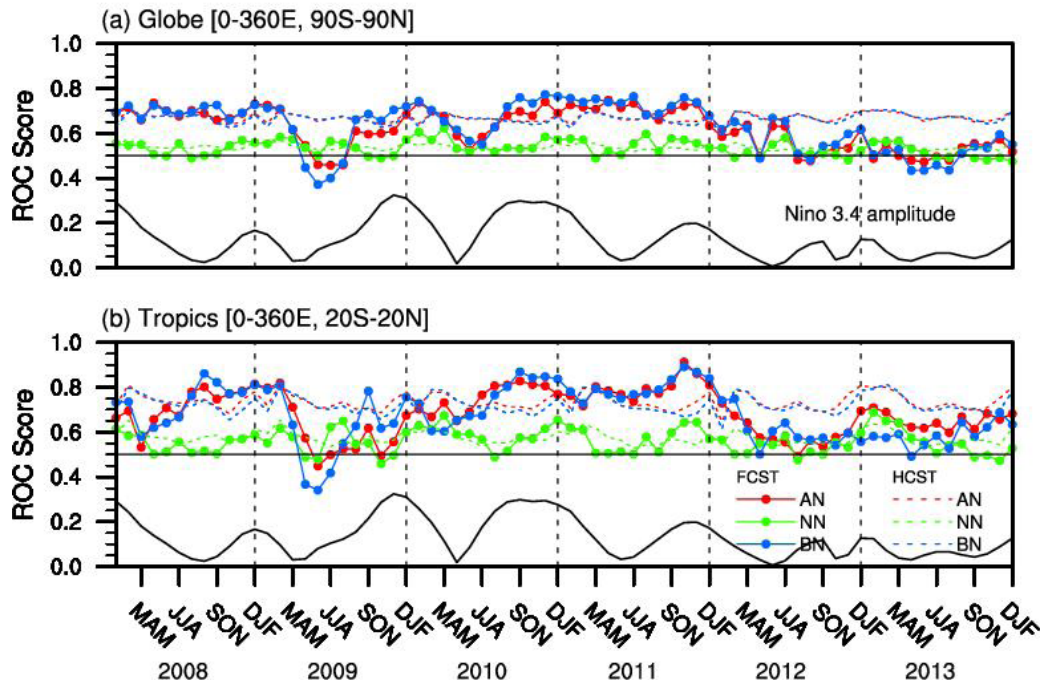 (a) Globe [0-360E, 90S-90N]
1.0
0.8
0.6
0.4
0.2
0.0
ROC Score
Nino 3.4 amplitude
(b) Tropics [0-360E, 20S-20N]
1.0
0.8
0.6
0.4
0.2
0.0
ROC Score
FCST HCST
AN AN
NN NN
BN BN
MAM JJA SON DJF MAM JJA SON DJF MAM JJA SON DJF MAM JJA SON DJF MAM JJA SON DJF MAM JJA SON DJF
2008 2009 2010 2011 2012 2013